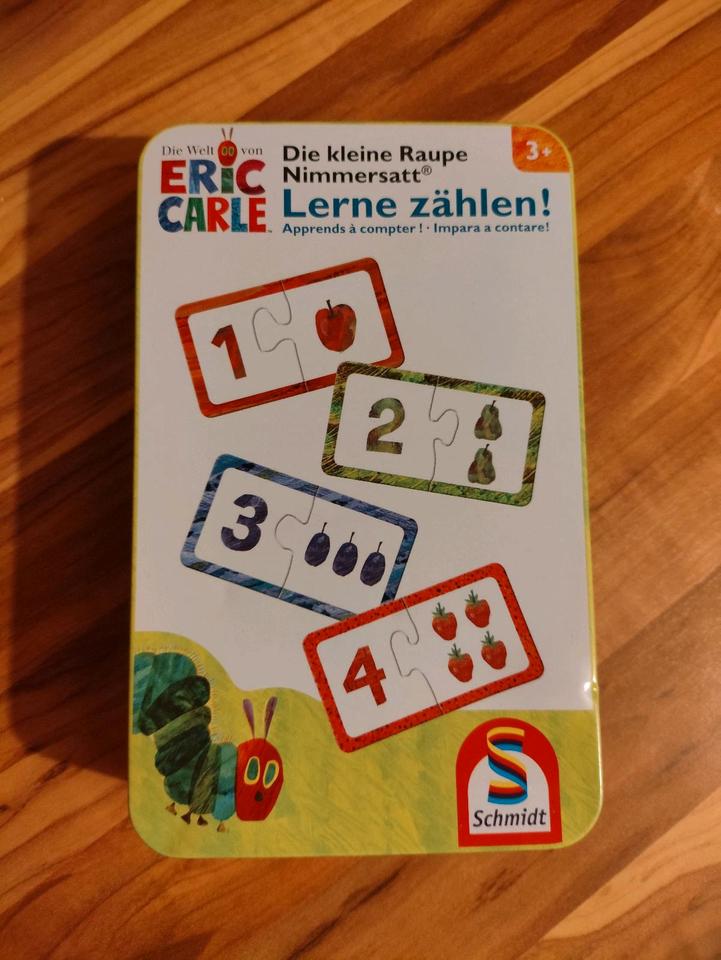 Die Welt von
ERIC
CARLE™
Die kleine Raupe
Nimmersatt®
Lerne zählen!
Apprends à compter ! · Impara a contare!
3+
1
2
3
4
Schmidt